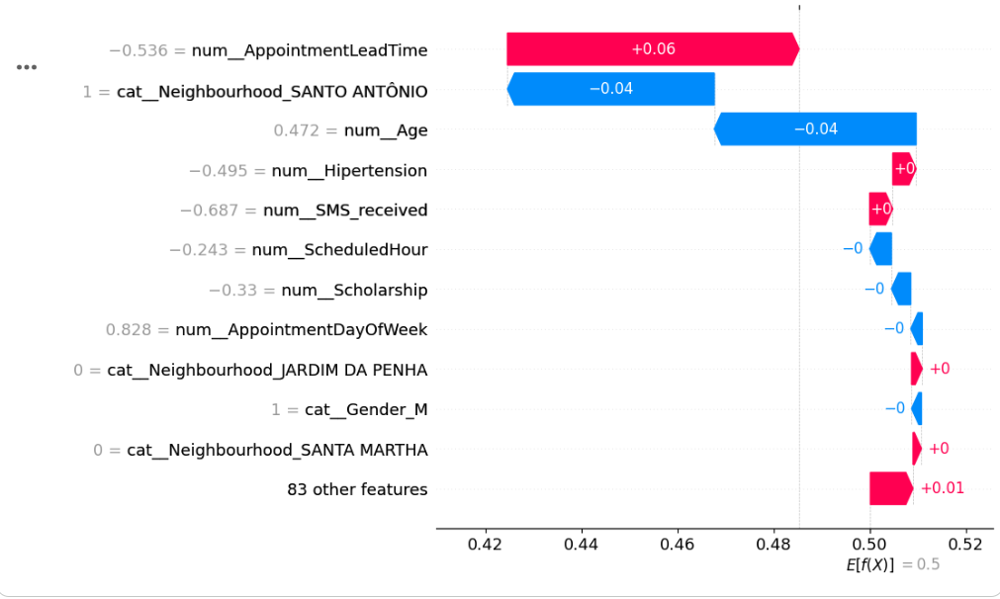 −0.536 = num__AppointmentLeadTime +0.06
1 = cat__Neighbourhood_SANTO ANTÔNIO −0.04
0.472 = num__Age −0.04
−0.495 = num__Hipertension +0
−0.687 = num__SMS_received +0
−0.243 = num__ScheduledHour −0
−0.33 = num__Scholarship −0
0.828 = num__AppointmentDayOfWeek −0
0 = cat__Neighbourhood_JARDIM DA PENHA +0
1 = cat__Gender_M −0
0 = cat__Neighbourhood_SANTA MARTHA +0
83 other features +0.01
0.42 0.44 0.46 0.48 0.50 0.52
E[f(X)] = 0.5